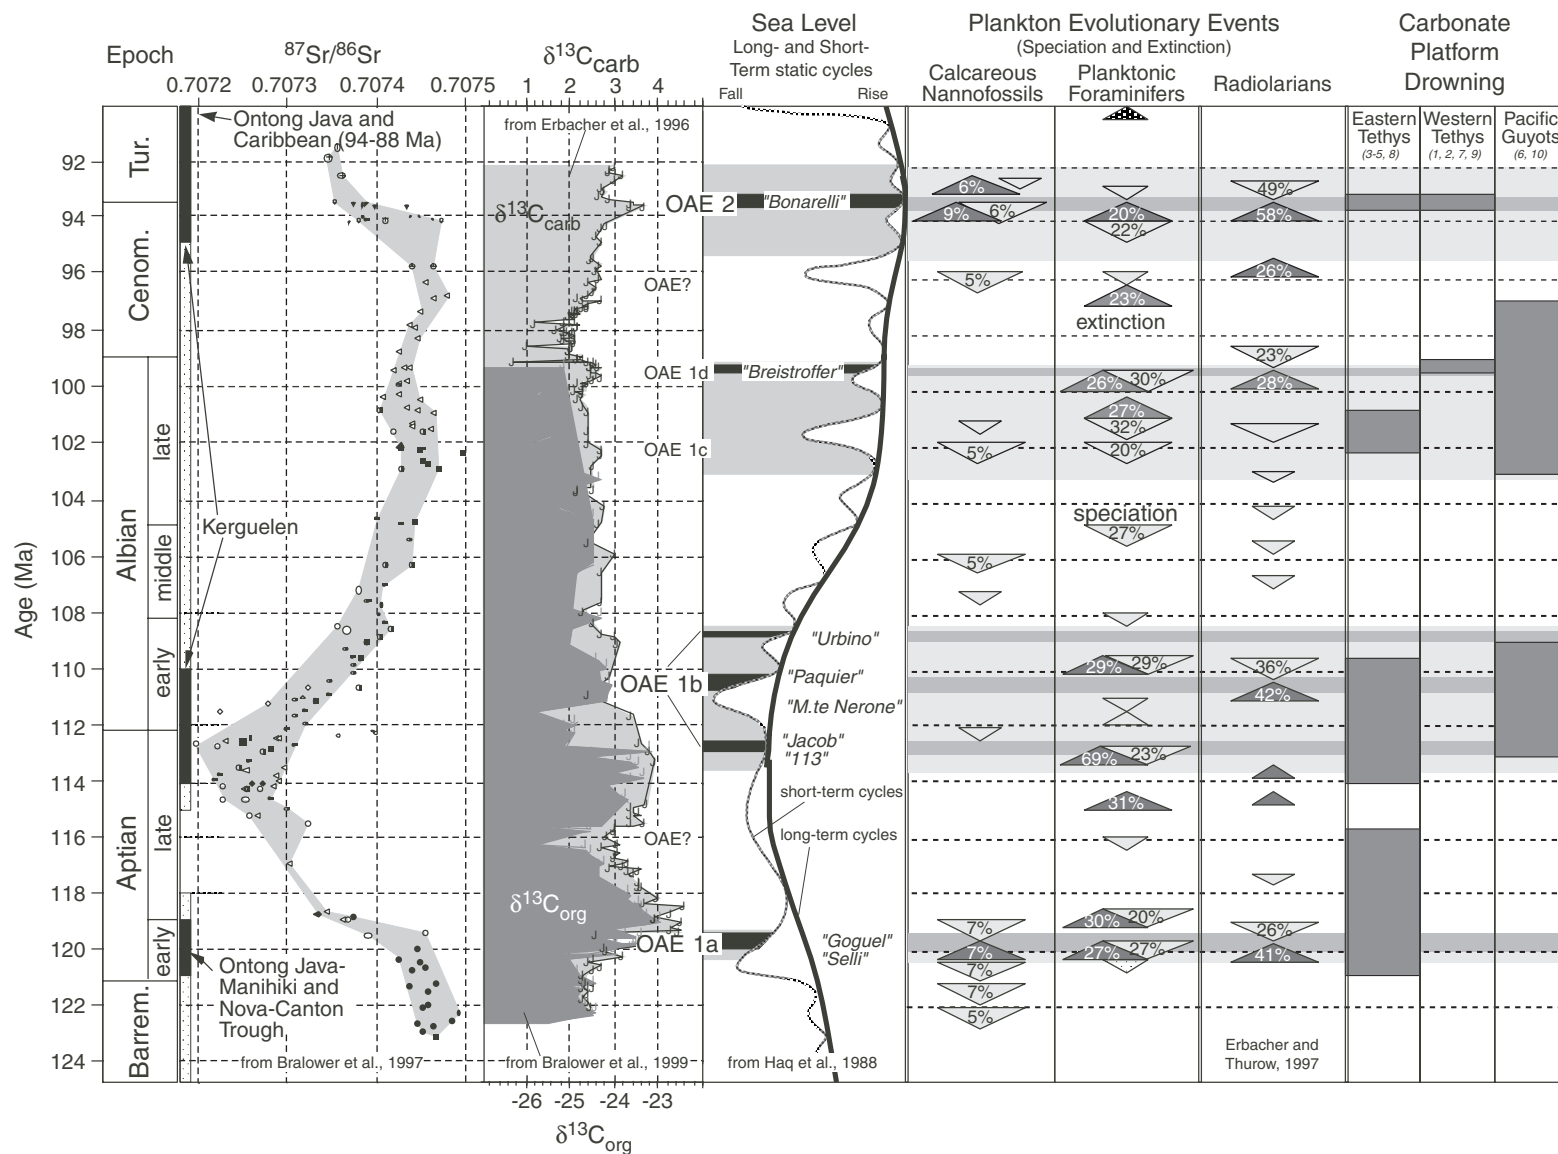 Epoch
87Sr/86Sr
0.7072 0.7073 0.7074 0.7075
δ13Ccarb
1 2 3 4
Sea Level
Long- and Short-
Term static cycles
Fall Rise
Plankton Evolutionary Events
(Speciation and Extinction)
Calcareous
Nannofossils
Planktonic
Foraminifers
Radiolarians
Carbonate
Platform
Drowning
Eastern
Tethys
(3-5, 8)
Western
Tethys
(1, 2, 7, 9)
Pacific
Guyots
(6, 10)
Age (Ma)
92
94
96
98
100
102
104
106
108
110
112
114
116
118
120
122
124
Tur.
Cenom.
Albian
late
middle
early
Aptian
late
early
Barrem.
Ontong Java and
Caribbean (94-88 Ma)
Kerguelen
Ontong Java-
Manihiki and
Nova-Canton
Trough
from Bralower et al., 1997
from Erbacher et al., 1996
δ13Ccarb
δ13Corg
from Bralower et al., 1999
-26 -25 -24 -23
δ13Corg
OAE 2
OAE?
OAE 1d
OAE 1c
OAE 1b
OAE?
OAE 1a
"Bonarelli"
"Breistroffer"
"Urbino"
"Paquier"
"M.te Nerone"
"Jacob"
"113"
short-term cycles
long-term cycles
"Goguel"
"Selli"
from Haq et al., 1988
6%
9% 6%
5%
5%
5%
7%
7%
7%
7%
5%
20%
22%
23%
extinction
26% 30%
27%
32%
20%
speciation
27%
29% 29%
69% 23%
31%
30% 20%
27% 27%
49%
58%
26%
23%
28%
36%
42%
26%
41%
Erbacher and
Thurow, 1997